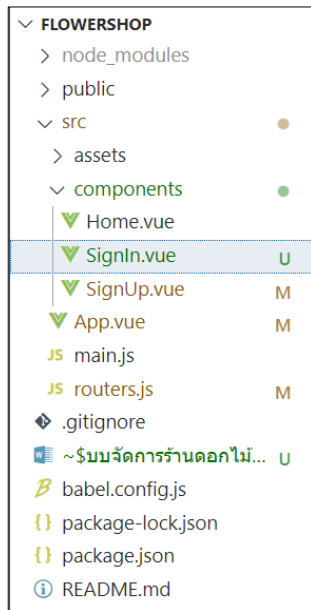 FLOWERSHOP
node_modules
public
src
assets
components
Home.vue
SignIn.vue U
SignUp.vue M
App.vue M
JS main.js
JS routers.js M
.gitignore
~$บบจัดการร้านดอกไม้... U
babel.config.js
{} package-lock.json
{} package.json
README.md